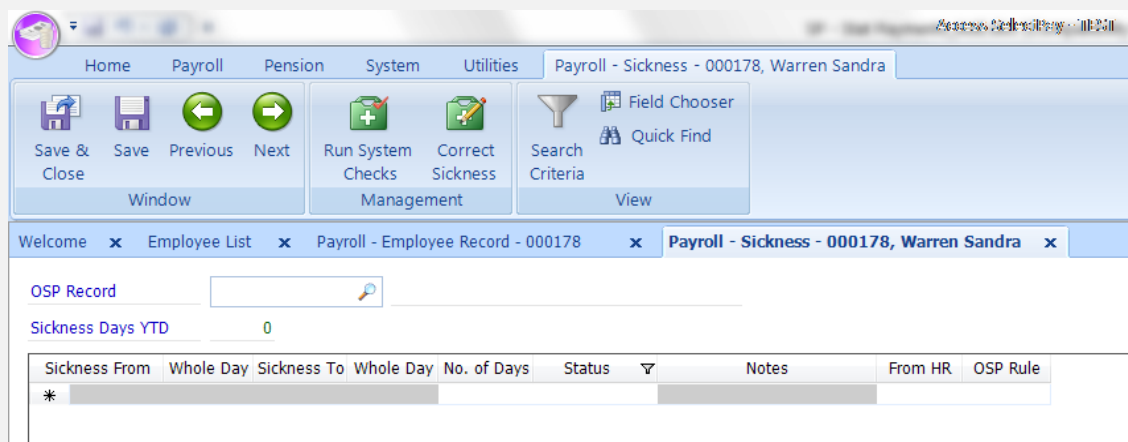 Access SelectPay - TEST
Home Payroll Pension System Utilities Payroll - Sickness - 000178, Warren Sandra
Save & Close Save Previous Next Run System Checks Correct Sickness Search Criteria Field Chooser
Quick Find
Window Management View
Welcome x Employee List x Payroll - Employee Record - 000178 x Payroll - Sickness - 000178, Warren Sandra x
OSP Record
Sickness Days YTD 0
Sickness From Whole Day Sickness To Whole Day No. of Days Status Notes From HR OSP Rule
*